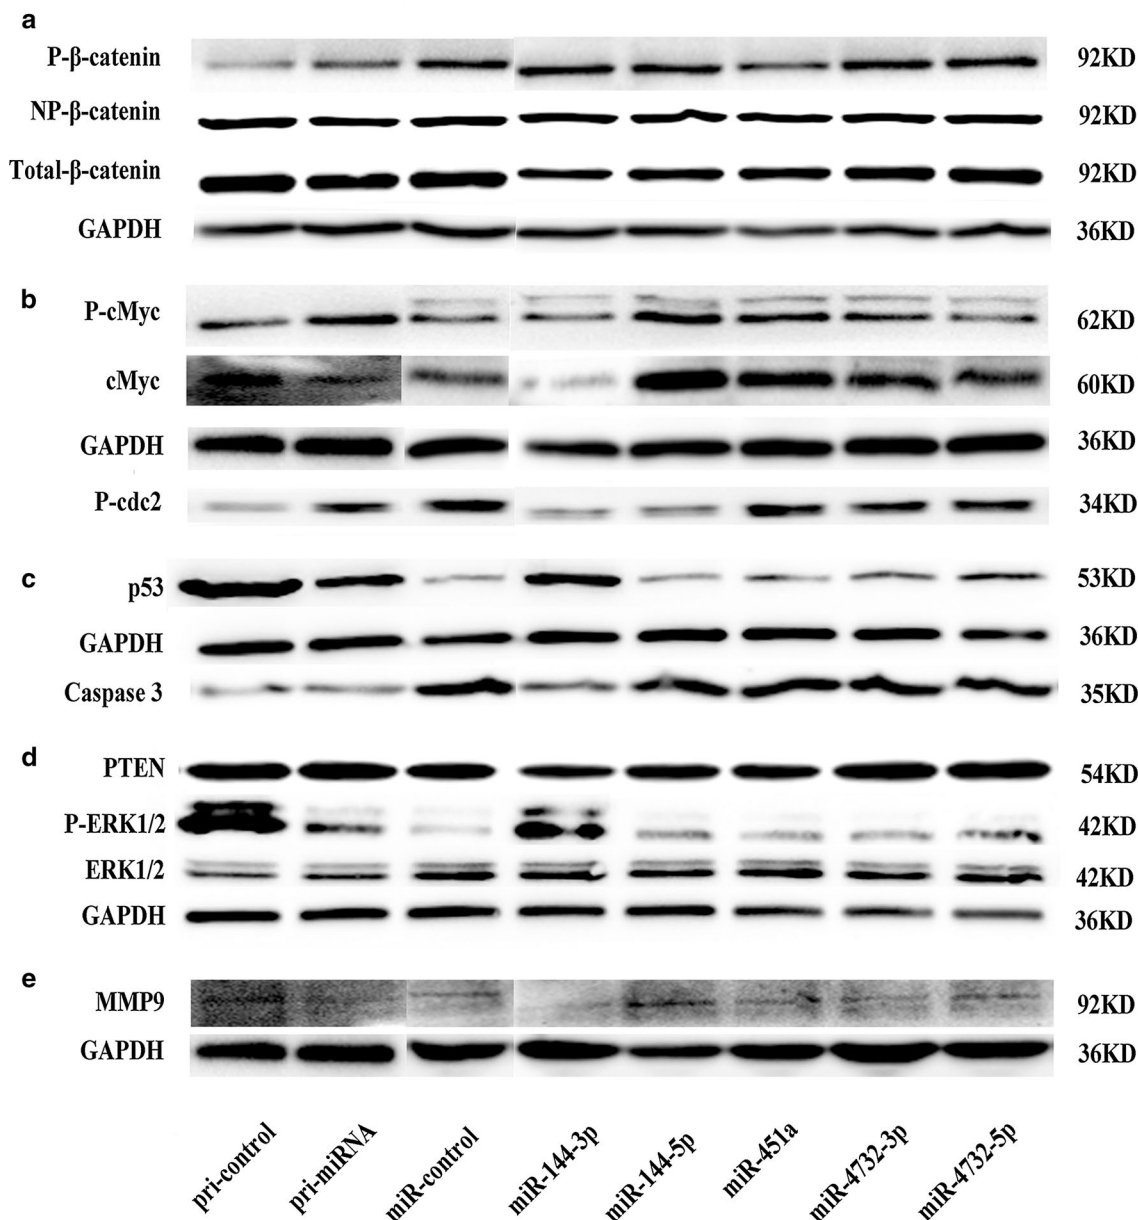 a
P-β-catenin 92KD
NP-β-catenin 92KD
Total-β-catenin 92KD
GAPDH 36KD
b
P-cMyc 62KD
cMyc 60KD
GAPDH 36KD
P-cdc2 34KD
c
p53 53KD
GAPDH 36KD
Caspase 3 35KD
d
PTEN 54KD
P-ERK1/2 42KD
ERK1/2 42KD
GAPDH 36KD
e
MMP9 92KD
GAPDH 36KD
pri-control
pri-miRNA
miR-control
miR-144-3p
miR-144-5p
miR-451a
miR-4732-3p
miR-4732-5p